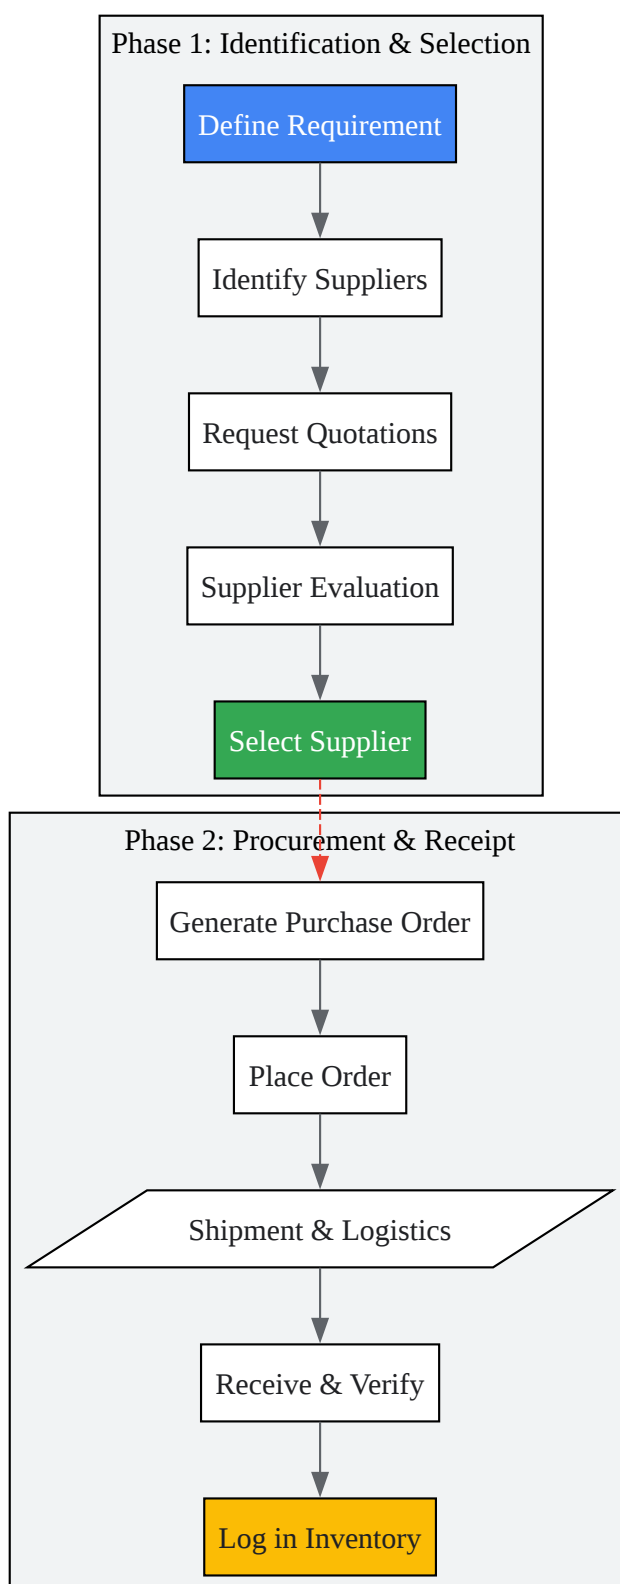 Phase 1: Identification & Selection
Define Requirement
Identify Suppliers
Request Quotations
Supplier Evaluation
Select Supplier
Phase 2: Procurement & Receipt
Generate Purchase Order
Place Order
Shipment & Logistics
Receive & Verify
Log in Inventory